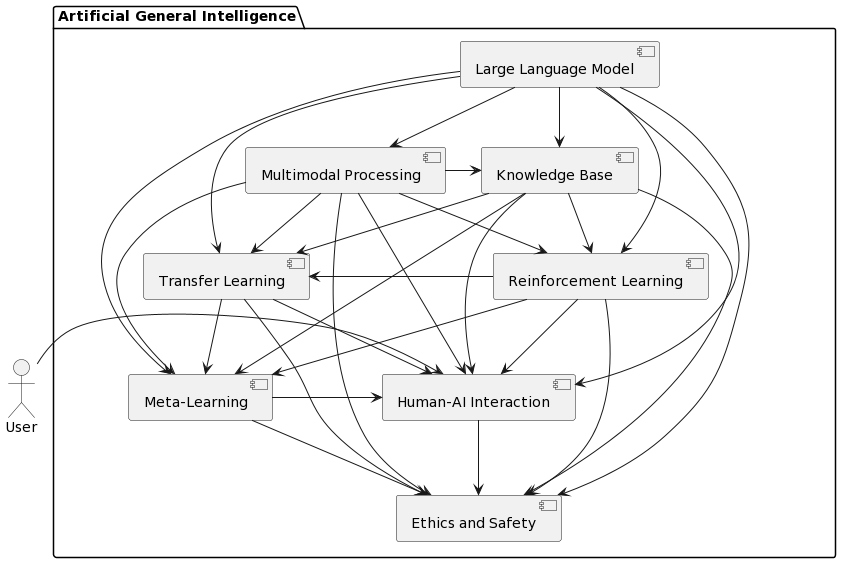 Artificial General Intelligence
Large Language Model
Multimodal Processing
Knowledge Base
Transfer Learning
Reinforcement Learning
Meta-Learning
Human-AI Interaction
User
Ethics and Safety